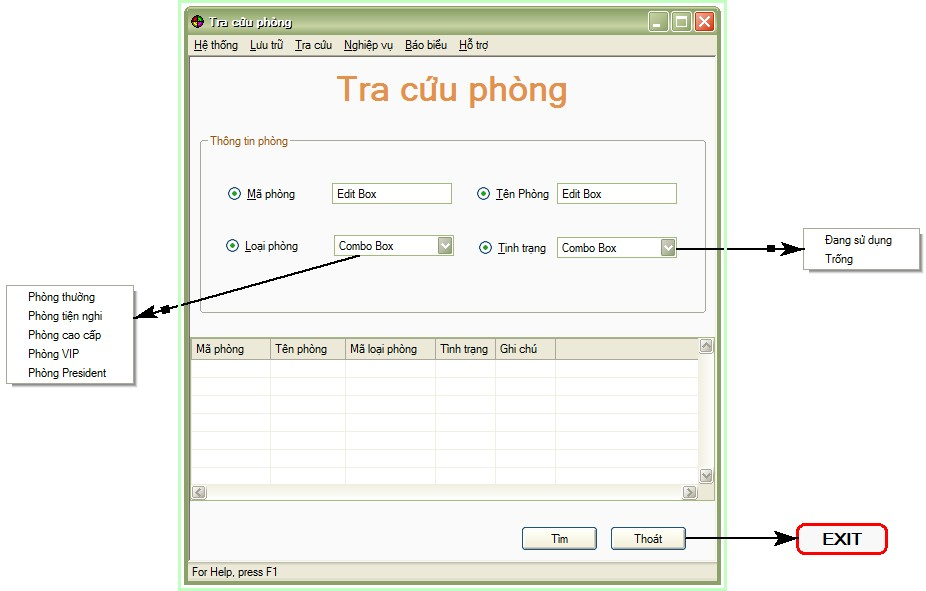 Tra cứu phòng
Hệ thống Lưu trữ Tra cứu Nghiệp vụ Báo biểu Hỗ trợ
Tra cứu phòng
Thông tin phòng
Mã phòng Edit Box Tên Phòng Edit Box
Loại phòng Combo Box Tình trạng Combo Box
Đang sử dụng
Trống
Phòng thường
Phòng tiện nghi
Phòng cao cấp
Phòng VIP
Phòng President
Mã phòng Tên phòng Mã loại phòng Tình trạng Ghi chú
Tìm Thoát EXIT
For Help, press F1